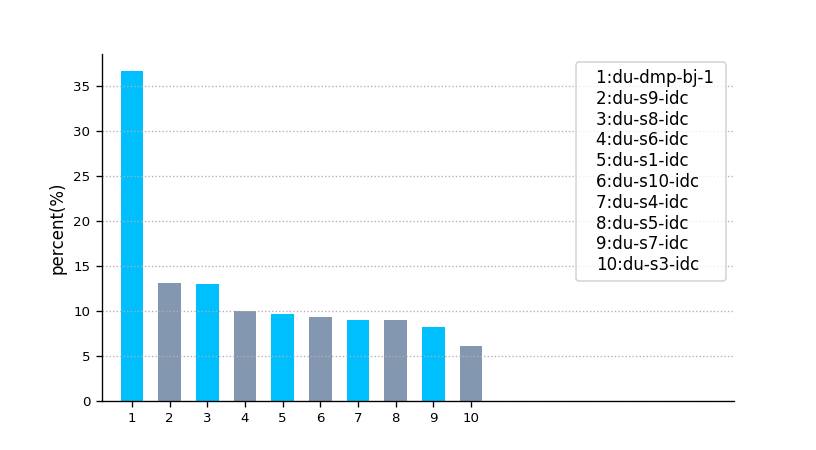 percent(%)
35
30
25
20
15
10
5
0
1 2 3 4 5 6 7 8 9 10
1:du-dmp-bj-1
2:du-s9-idc
3:du-s8-idc
4:du-s6-idc
5:du-s1-idc
6:du-s10-idc
7:du-s4-idc
8:du-s5-idc
9:du-s7-idc
10:du-s3-idc